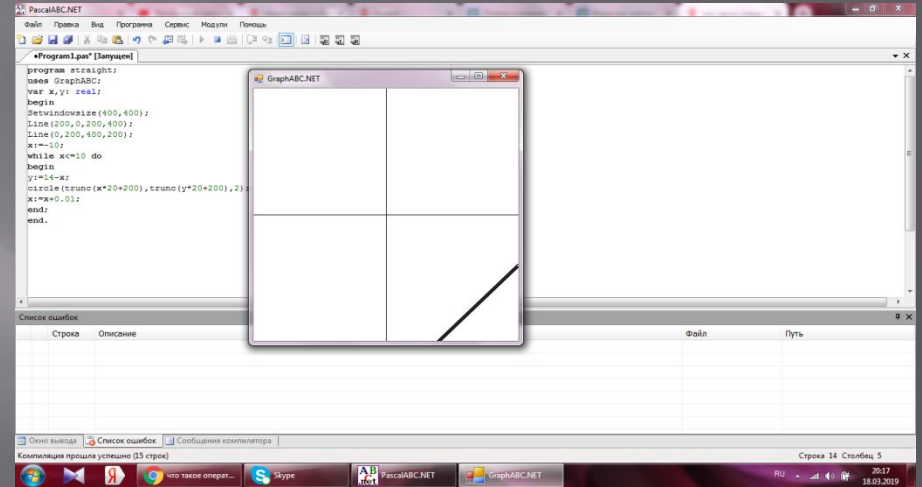 PascalABC.NET
Файл Правка Вид Программа Сервис Модули Помощь
•Program1.pas* [Запущен]
program straight;
uses GraphABC;
var x,y: real;
begin
Setwindowsize(400,400);
Line(200,0,200,400);
Line(0,200,400,200);
x:=-10;
while x<=10 do
begin
y:=14-x;
circle(trunc(x*20+200),trunc(y*20+200),2);
x:=x+0.01;
end;
end.
GraphABC.NET
Список ошибок
Строка Описание Файл Путь
Окно вывода Список ошибок Сообщения компилятора
Компиляция прошла успешно (15 строк) Строка 14 Столбец 5
что такое операт... Skype PascalABC.NET GraphABC.NET RU 20:17
18.03.2019